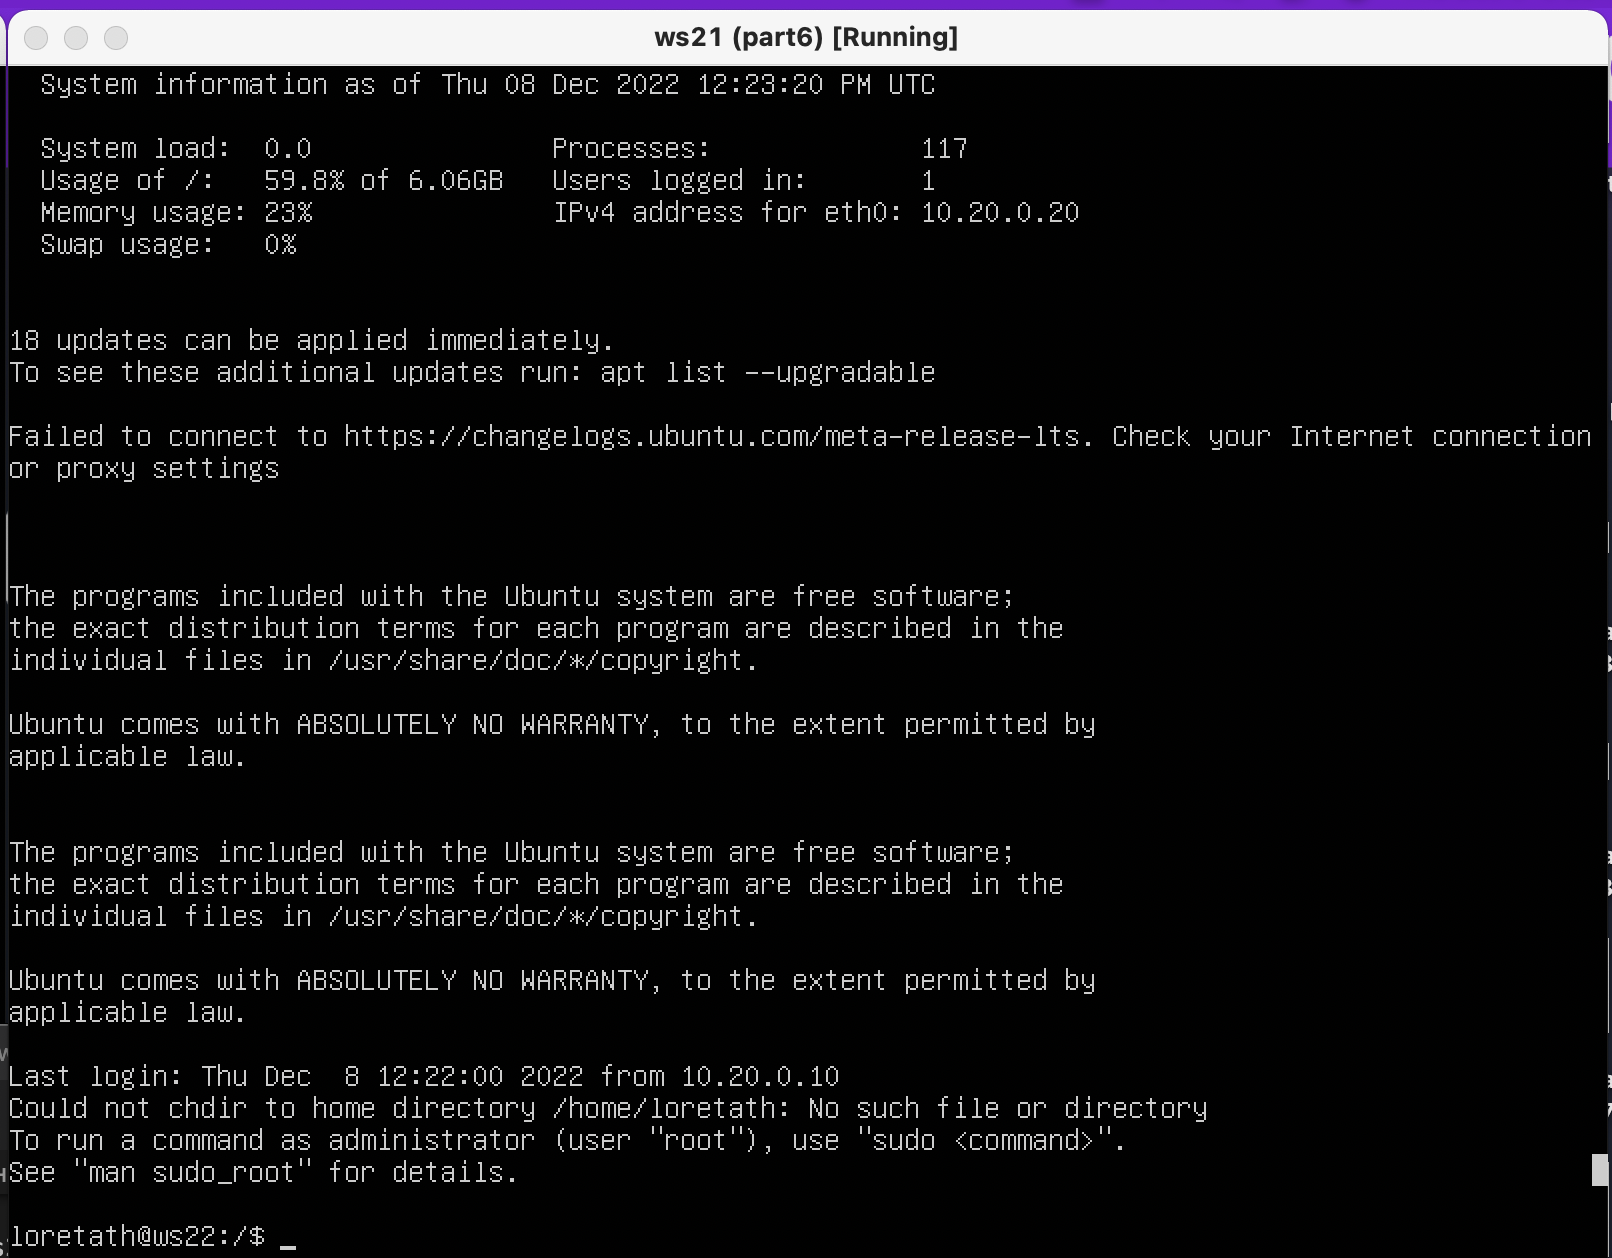 ws21 (part6) [Running]
System information as of Thu 08 Dec 2022 12:23:20 PM UTC
System load:  0.0               Processes:             117
Usage of /:   59.8% of 6.06GB   Users logged in:       1
Memory usage: 23%               IPv4 address for eth0: 10.20.0.20
Swap usage:   0%
18 updates can be applied immediately.
To see these additional updates run: apt list --upgradable
Failed to connect to https://changelogs.ubuntu.com/meta-release-lts. Check your Internet connection
or proxy settings
The programs included with the Ubuntu system are free software;
the exact distribution terms for each program are described in the
individual files in /usr/share/doc/*/copyright.
Ubuntu comes with ABSOLUTELY NO WARRANTY, to the extent permitted by
applicable law.
The programs included with the Ubuntu system are free software;
the exact distribution terms for each program are described in the
individual files in /usr/share/doc/*/copyright.
Ubuntu comes with ABSOLUTELY NO WARRANTY, to the extent permitted by
applicable law.
Last login: Thu Dec  8 12:22:00 2022 from 10.20.0.10
Could not chdir to home directory /home/loretath: No such file or directory
To run a command as administrator (user "root"), use "sudo <command>".
See "man sudo_root" for details.
loretath@ws22:/$ _